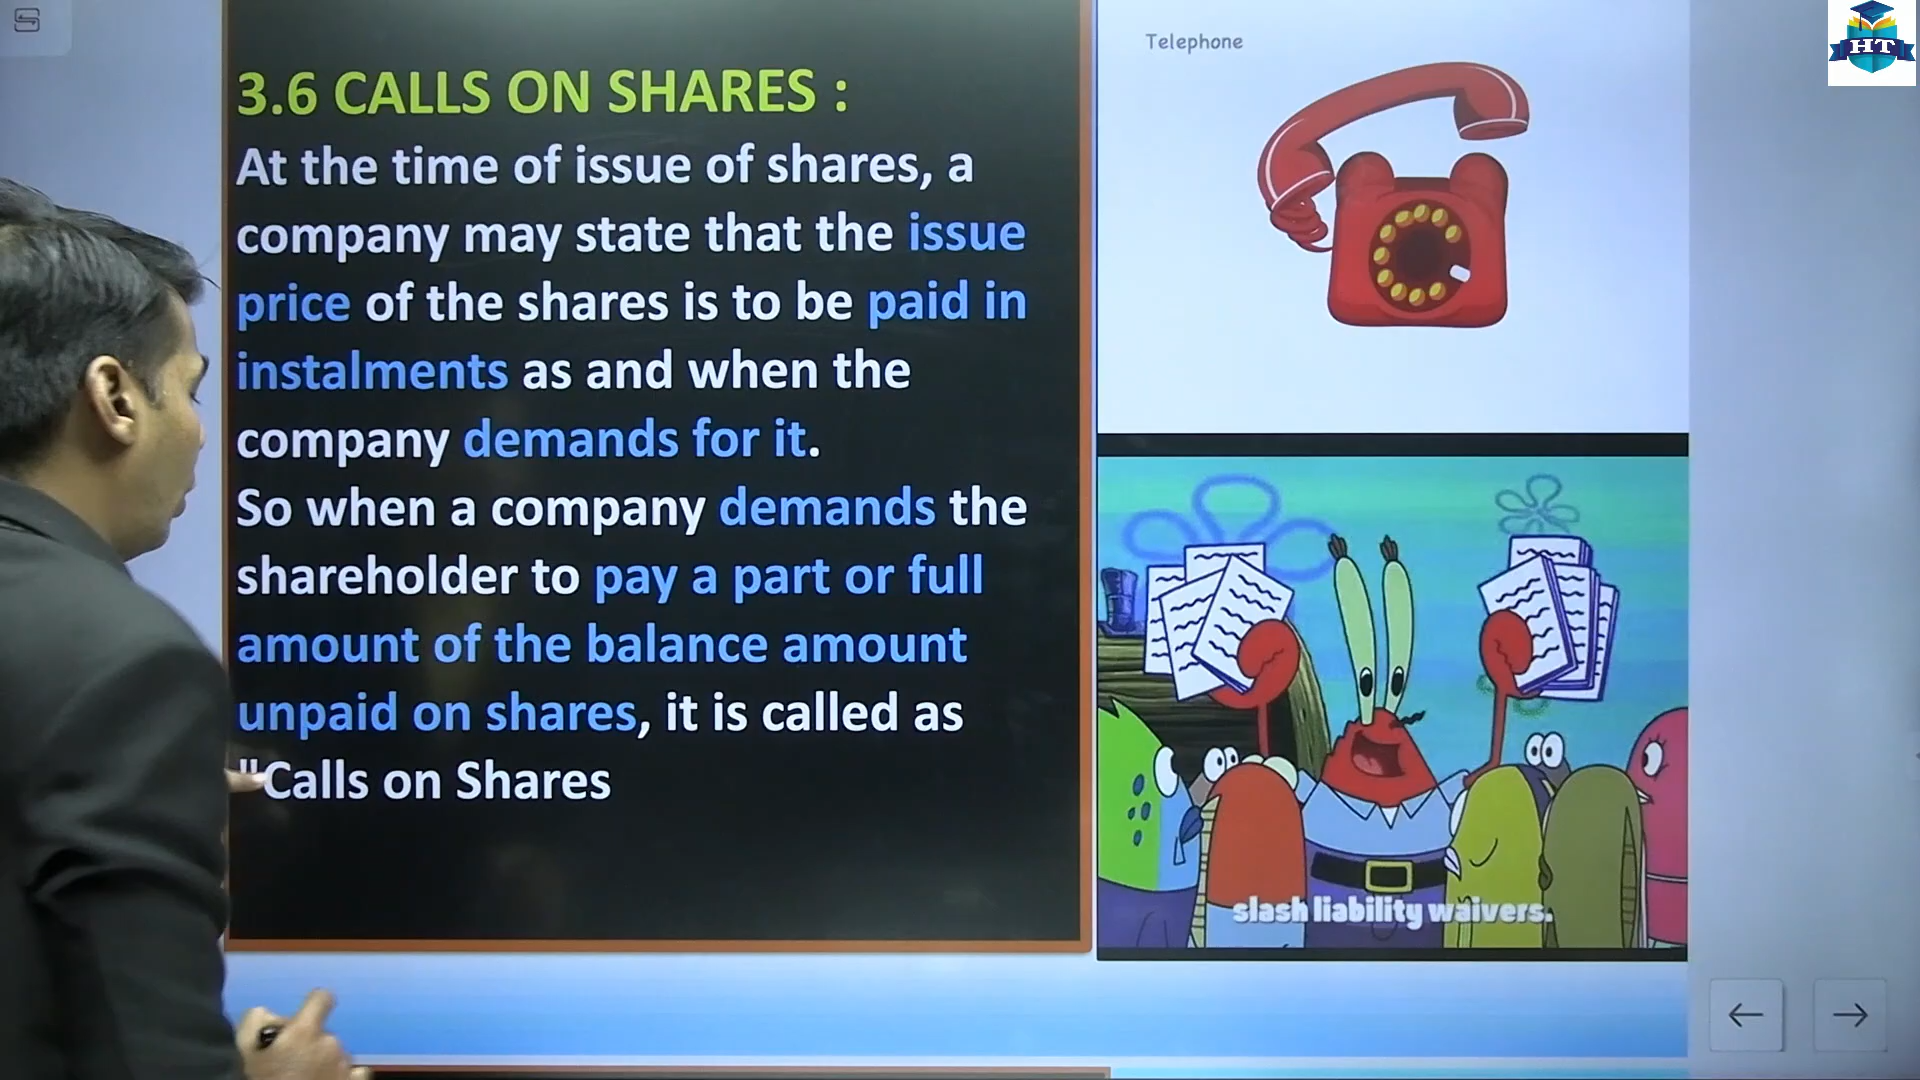 3.6 CALLS ON SHARES :
At the time of issue of shares, a
company may state that the issue
price of the shares is to be paid in
instalments as and when the
company demands for it.
So when a company demands the
shareholder to pay a part or full
amount of the balance amount
unpaid on shares, it is called as
"Calls on Shares
Telephone
slash liability waivers.
HT